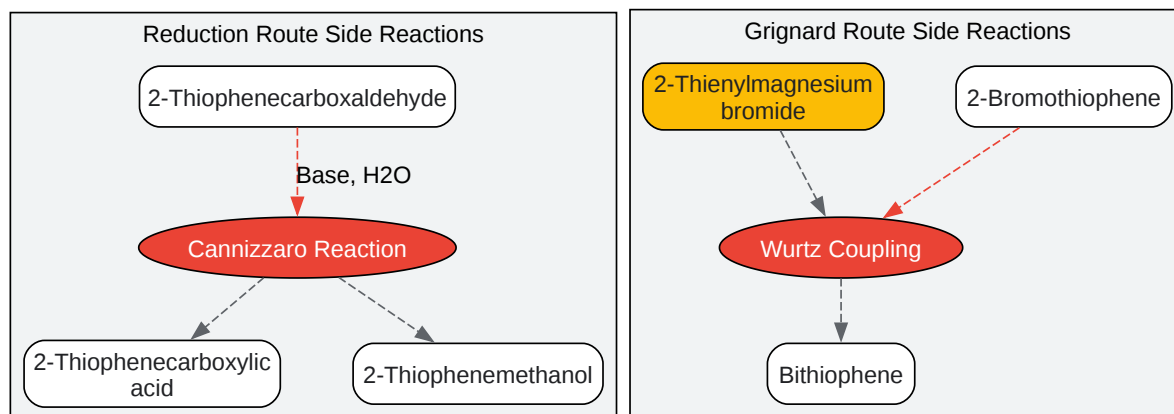 Reduction Route Side Reactions
2-Thiophenecarboxaldehyde
Base, H2O
Cannizzaro Reaction
2-Thiophenecarboxylic
acid
2-Thiophenemethanol
Grignard Route Side Reactions
2-Thienylmagnesium
bromide
2-Bromothiophene
Wurtz Coupling
Bithiophene